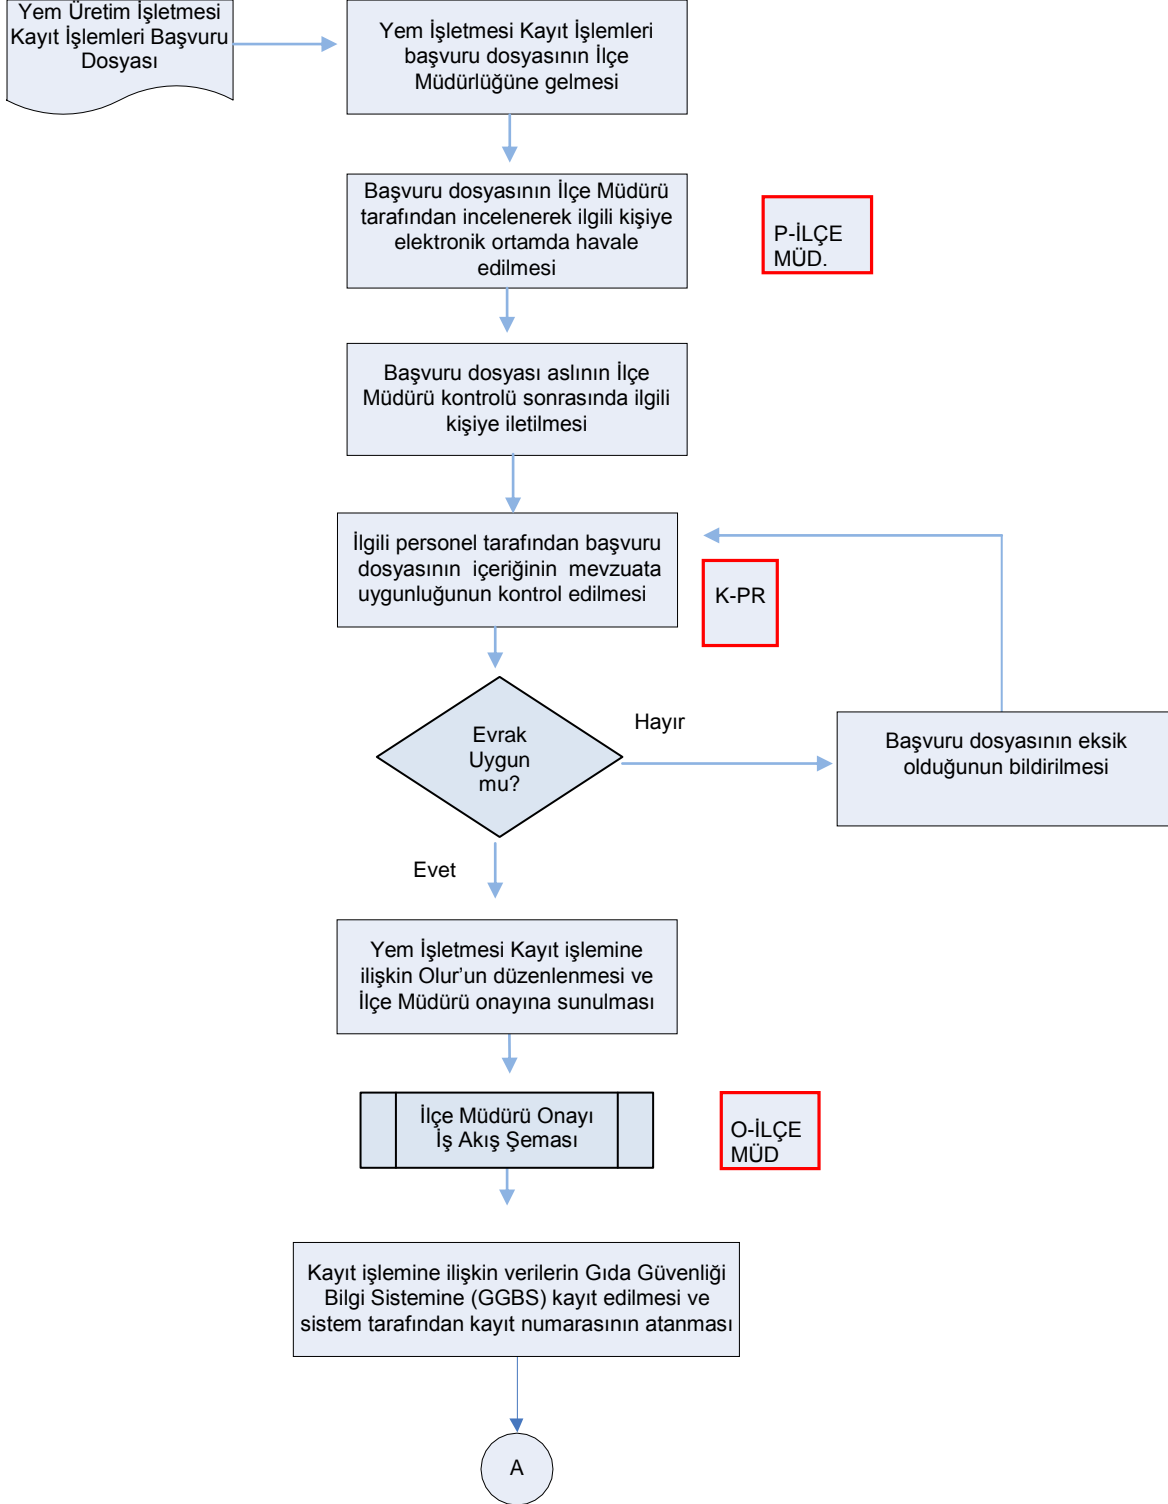 Yem Üretim İşletmesi
Kayıt İşlemleri Başvuru
Dosyası
Yem İşletmesi Kayıt İşlemleri
başvuru dosyasının İlçe
Müdürlüğüne gelmesi
Başvuru dosyasının İlçe Müdürü
tarafından incelenerek ilgili kişiye
elektronik ortamda havale
edilmesi
P-İLÇE
MÜD.
Başvuru dosyası aslının İlçe
Müdürü kontrolü sonrasında ilgili
kişiye iletilmesi
İlgili personel tarafından başvuru
dosyasının içeriğinin mevzuata
uygunluğunun kontrol edilmesi
K-PR
Evrak
Uygun
mu?
Hayır
Başvuru dosyasının eksik
olduğunun bildirilmesi
Evet
Yem İşletmesi Kayıt işlemine
ilişkin Olur’un düzenlenmesi ve
İlçe Müdürü onayına sunulması
İlçe Müdürü Onayı
İş Akış Şeması
O-İLÇE
MÜD
Kayıt işlemine ilişkin verilerin Gıda Güvenliği
Bilgi Sistemine (GGBS) kayıt edilmesi ve
sistem tarafından kayıt numarasının atanması
A